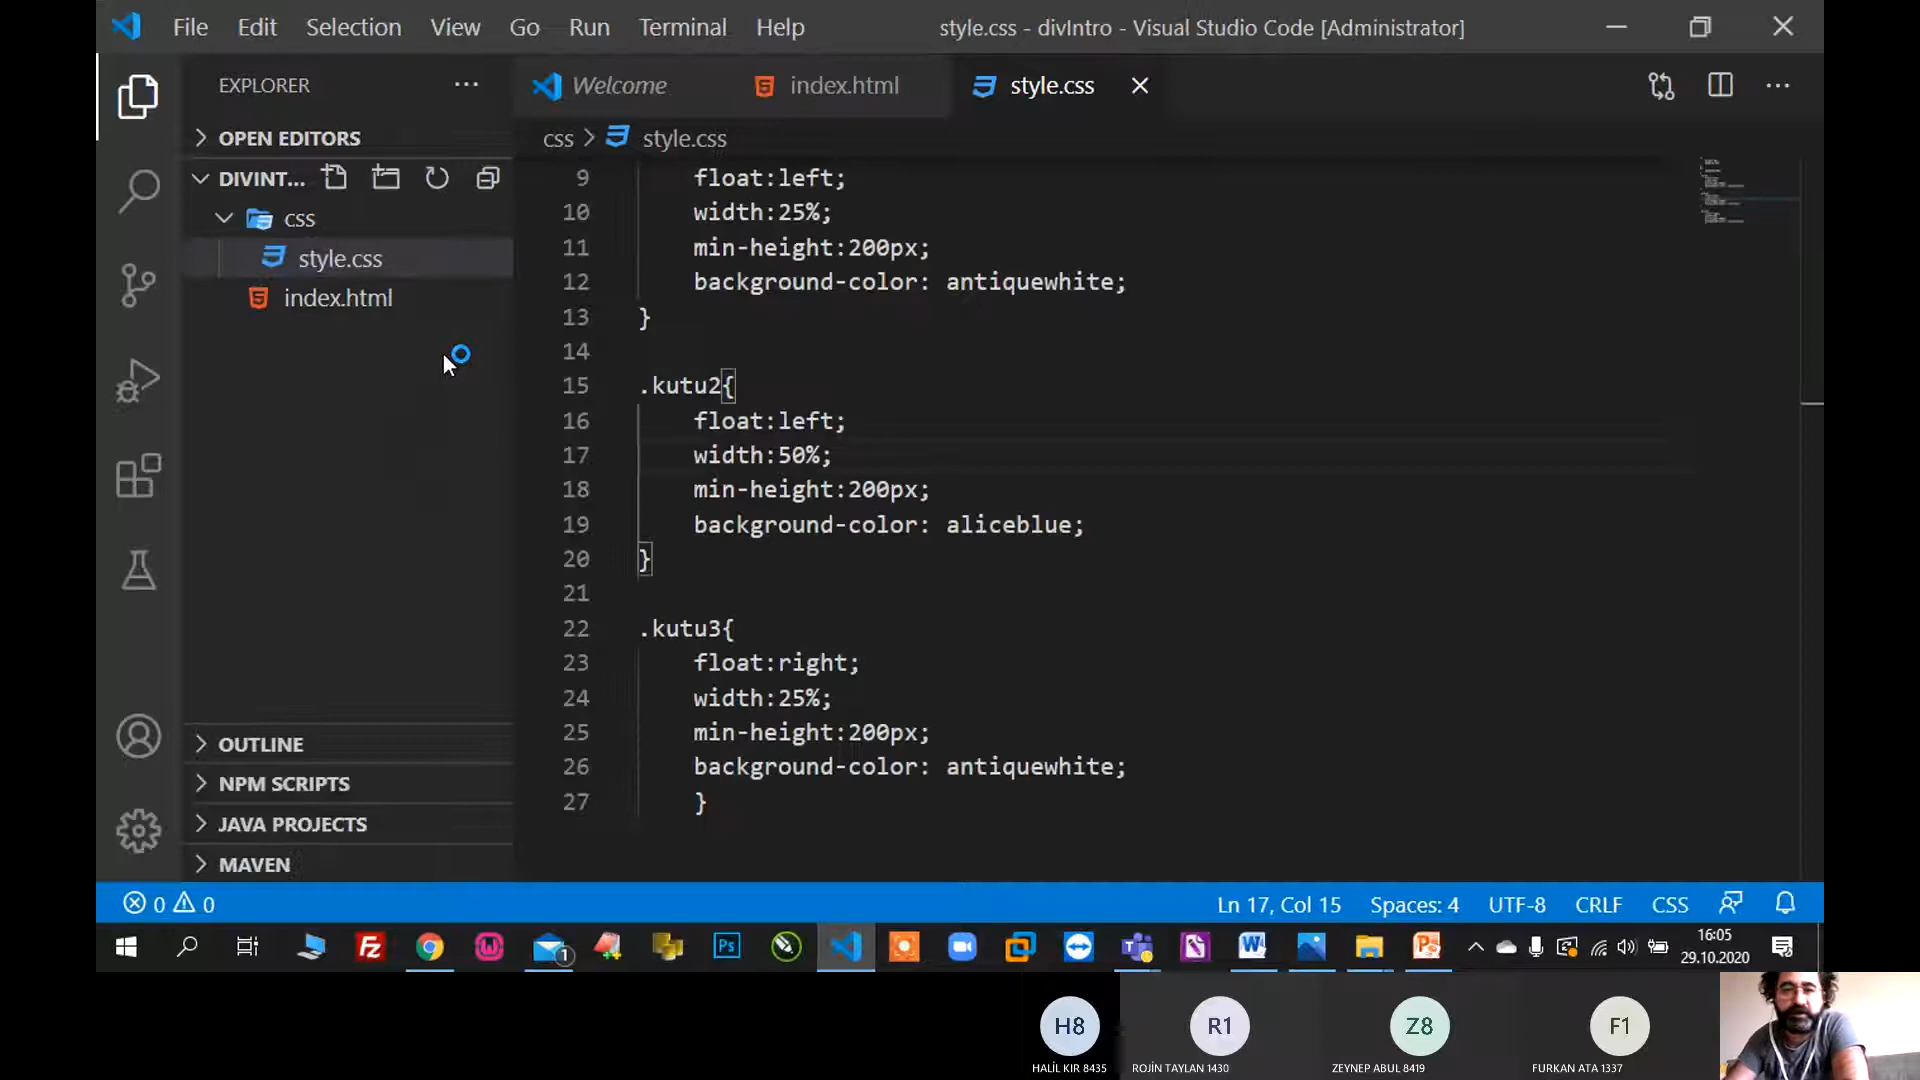 File Edit Selection View Go Run Terminal Help style.css - divIntro - Visual Studio Code [Administrator]
EXPLORER
Welcome index.html style.css
OPEN EDITORS
css > style.css
DIVINT...
css
style.css
index.html
9 float:left;
10 width:25%;
11 min-height:200px;
12 background-color: antiquewhite;
13 }
14
15 .kutu2{
16 float:left;
17 width:50%;
18 min-height:200px;
19 background-color: aliceblue;
20 }
21
22 .kutu3{
23 float:right;
24 width:25%;
25 min-height:200px;
26 background-color: antiquewhite;
27 }
OUTLINE
NPM SCRIPTS
JAVA PROJECTS
MAVEN
0 0 Ln 17, Col 15 Spaces: 4 UTF-8 CRLF CSS
Fz
1
Ps
16:05
29.10.2020
H8 R1 Z8 F1
HALİL KIR 8435 ROJİN TAYLAN 1430 ZEYNEP ABUL 8419 FURKAN ATA 1337